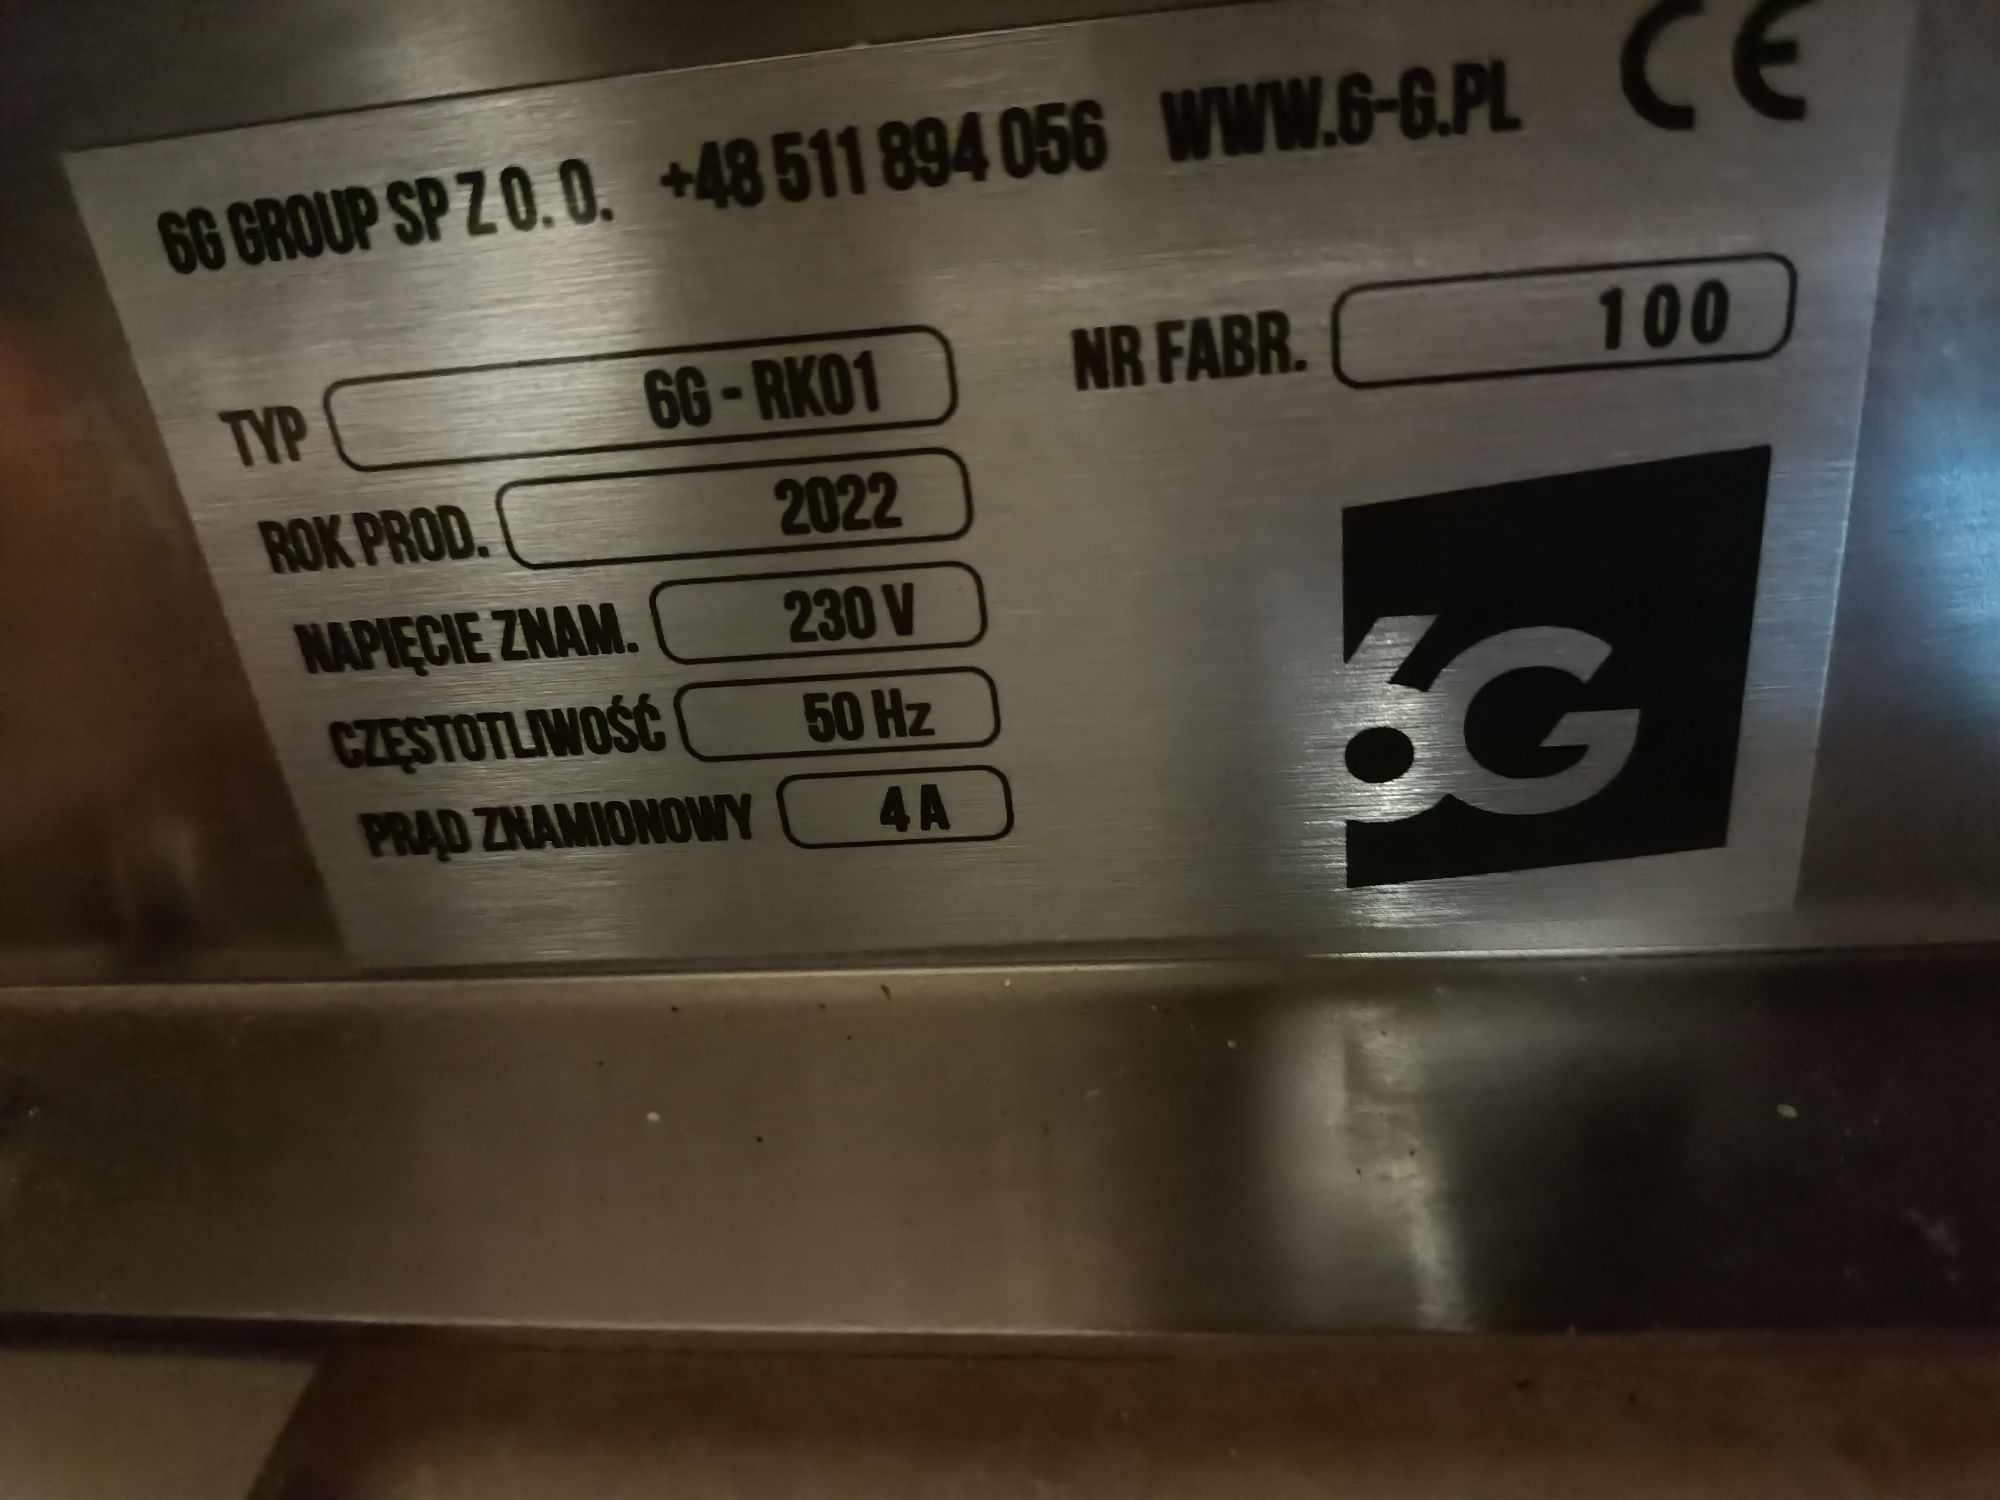 6G GROUP SP Z O. O. +48 511 894 056 WWW.6-G.PL CE
TYP 6G - RK01 NR FABR. 100
ROK PROD. 2022
NAPIĘCIE ZNAM. 230 V
CZĘSTOTLIWOŚĆ 50 Hz
PRĄD ZNAMIONOWY 4 A
6G